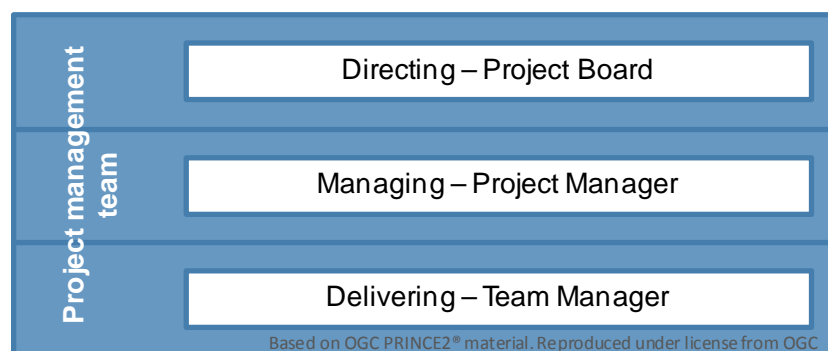 Project management
team
Directing – Project Board
Managing – Project Manager
Delivering – Team Manager
Based on OGC PRINCE2® material. Reproduced under license from OGC